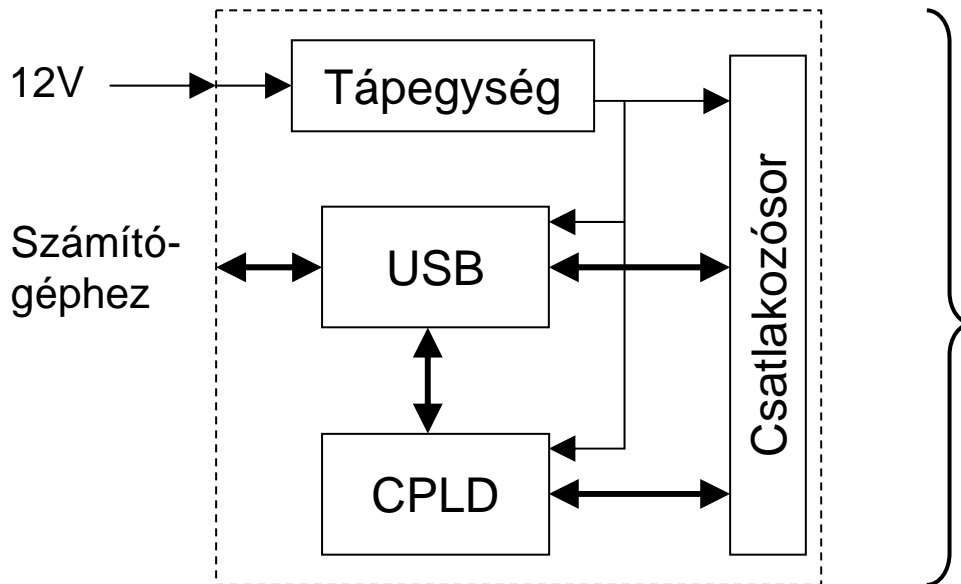 12V
Tápegység
Számító-
géphez
USB
CPLD
Csatlakozósor